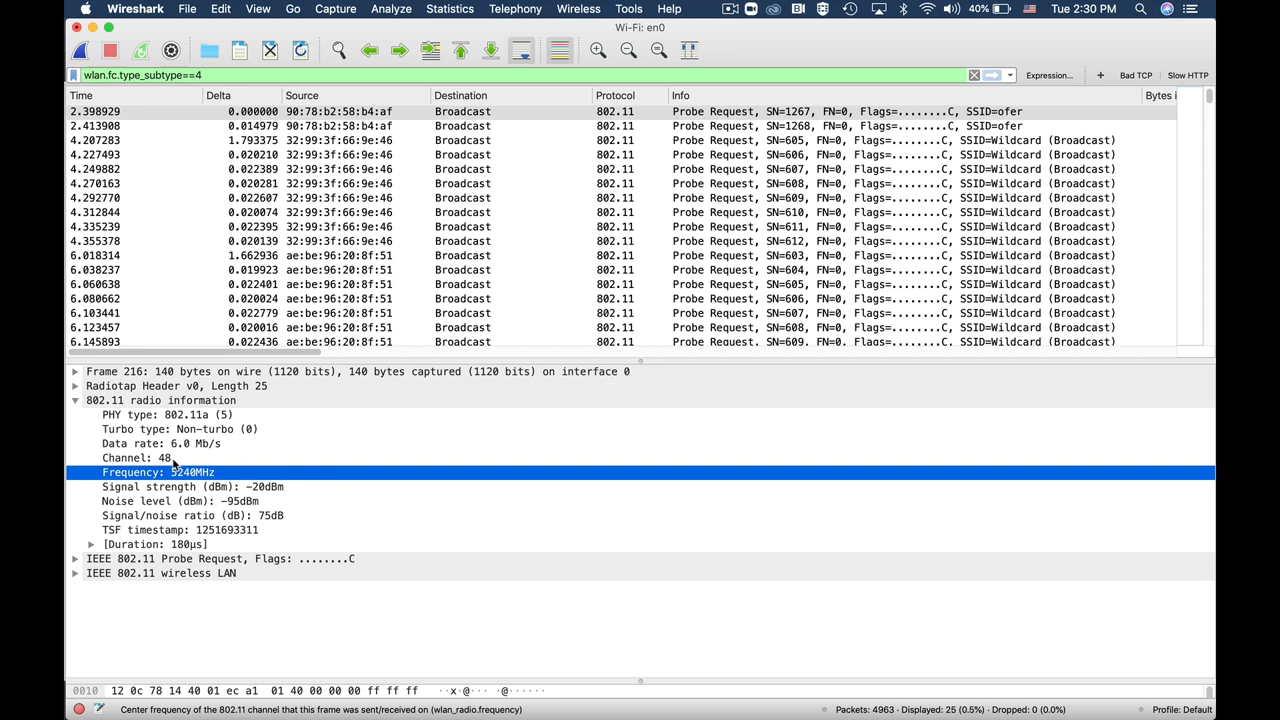 Wireshark File Edit View Go Capture Analyze Statistics Telephony Wireless Tools Help 40% Tue 2:30 PM
Wi-Fi: en0
wlan.fc.type_subtype==4 Expression... + Bad TCP Slow HTTP
Time Delta Source Destination Protocol Info Bytes i
2.398929 0.000000 90:78:b2:58:b4:af Broadcast 802.11 Probe Request, SN=1267, FN=0, Flags=........C, SSID=ofer
2.413908 0.014979 90:78:b2:58:b4:af Broadcast 802.11 Probe Request, SN=1268, FN=0, Flags=........C, SSID=ofer
4.207283 1.793375 32:99:3f:66:9e:46 Broadcast 802.11 Probe Request, SN=605, FN=0, Flags=........C, SSID=Wildcard (Broadcast)
4.227493 0.020210 32:99:3f:66:9e:46 Broadcast 802.11 Probe Request, SN=606, FN=0, Flags=........C, SSID=Wildcard (Broadcast)
4.249882 0.022389 32:99:3f:66:9e:46 Broadcast 802.11 Probe Request, SN=607, FN=0, Flags=........C, SSID=Wildcard (Broadcast)
4.270163 0.020281 32:99:3f:66:9e:46 Broadcast 802.11 Probe Request, SN=608, FN=0, Flags=........C, SSID=Wildcard (Broadcast)
4.292770 0.022607 32:99:3f:66:9e:46 Broadcast 802.11 Probe Request, SN=609, FN=0, Flags=........C, SSID=Wildcard (Broadcast)
4.312844 0.020074 32:99:3f:66:9e:46 Broadcast 802.11 Probe Request, SN=610, FN=0, Flags=........C, SSID=Wildcard (Broadcast)
4.335239 0.022395 32:99:3f:66:9e:46 Broadcast 802.11 Probe Request, SN=611, FN=0, Flags=........C, SSID=Wildcard (Broadcast)
4.355378 0.020139 32:99:3f:66:9e:46 Broadcast 802.11 Probe Request, SN=612, FN=0, Flags=........C, SSID=Wildcard (Broadcast)
6.018314 1.662936 ae:be:96:20:8f:51 Broadcast 802.11 Probe Request, SN=603, FN=0, Flags=........C, SSID=Wildcard (Broadcast)
6.038237 0.019923 ae:be:96:20:8f:51 Broadcast 802.11 Probe Request, SN=604, FN=0, Flags=........C, SSID=Wildcard (Broadcast)
6.060638 0.022401 ae:be:96:20:8f:51 Broadcast 802.11 Probe Request, SN=605, FN=0, Flags=........C, SSID=Wildcard (Broadcast)
6.080662 0.020024 ae:be:96:20:8f:51 Broadcast 802.11 Probe Request, SN=606, FN=0, Flags=........C, SSID=Wildcard (Broadcast)
6.103441 0.022779 ae:be:96:20:8f:51 Broadcast 802.11 Probe Request, SN=607, FN=0, Flags=........C, SSID=Wildcard (Broadcast)
6.123457 0.020016 ae:be:96:20:8f:51 Broadcast 802.11 Probe Request, SN=608, FN=0, Flags=........C, SSID=Wildcard (Broadcast)
6.145893 0.022436 ae:be:96:20:8f:51 Broadcast 802.11 Probe Request, SN=609, FN=0, Flags=........C, SSID=Wildcard (Broadcast)
Frame 216: 140 bytes on wire (1120 bits), 140 bytes captured (1120 bits) on interface 0
Radiotap Header v0, Length 25
802.11 radio information
PHY type: 802.11a (5)
Turbo type: Non-turbo (0)
Data rate: 6.0 Mb/s
Channel: 48
Frequency: 5240MHz
Signal strength (dBm): -20dBm
Noise level (dBm): -95dBm
Signal/noise ratio (dB): 75dB
TSF timestamp: 1251693311
[Duration: 180µs]
IEEE 802.11 Probe Request, Flags: ........C
IEEE 802.11 wireless LAN
0010 12 0c 78 14 40 01 ec a1 01 40 00 00 00 ff ff ff ··x·@··· ·@······
Center frequency of the 802.11 channel that this frame was sent/received on (wlan_radio.frequency) Packets: 4963 · Displayed: 25 (0.5%) · Dropped: 0 (0.0%) Profile: Default